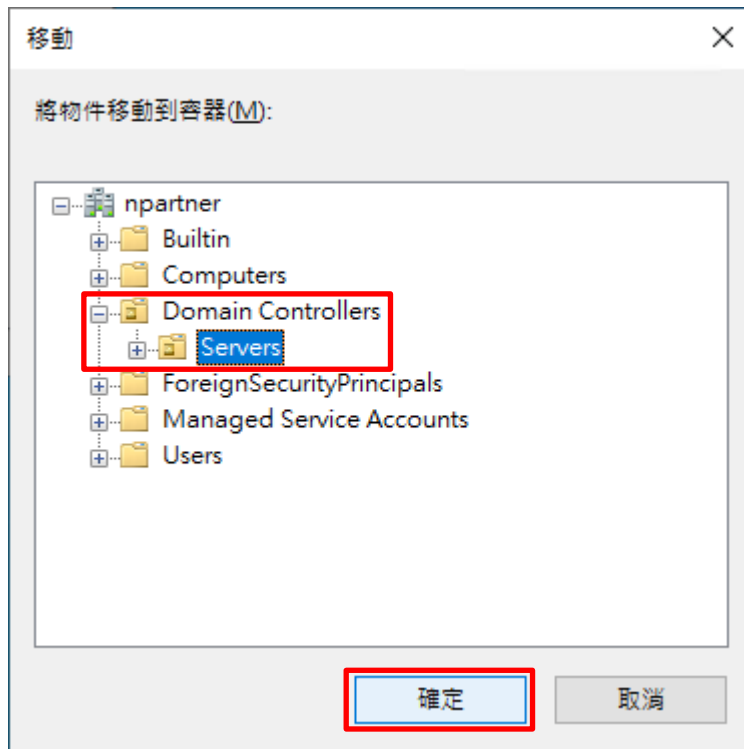 移動
將物件移動到容器(M):
npartner
Builtin
Computers
Domain Controllers
Servers
ForeignSecurityPrincipals
Managed Service Accounts
Users
確定
取消